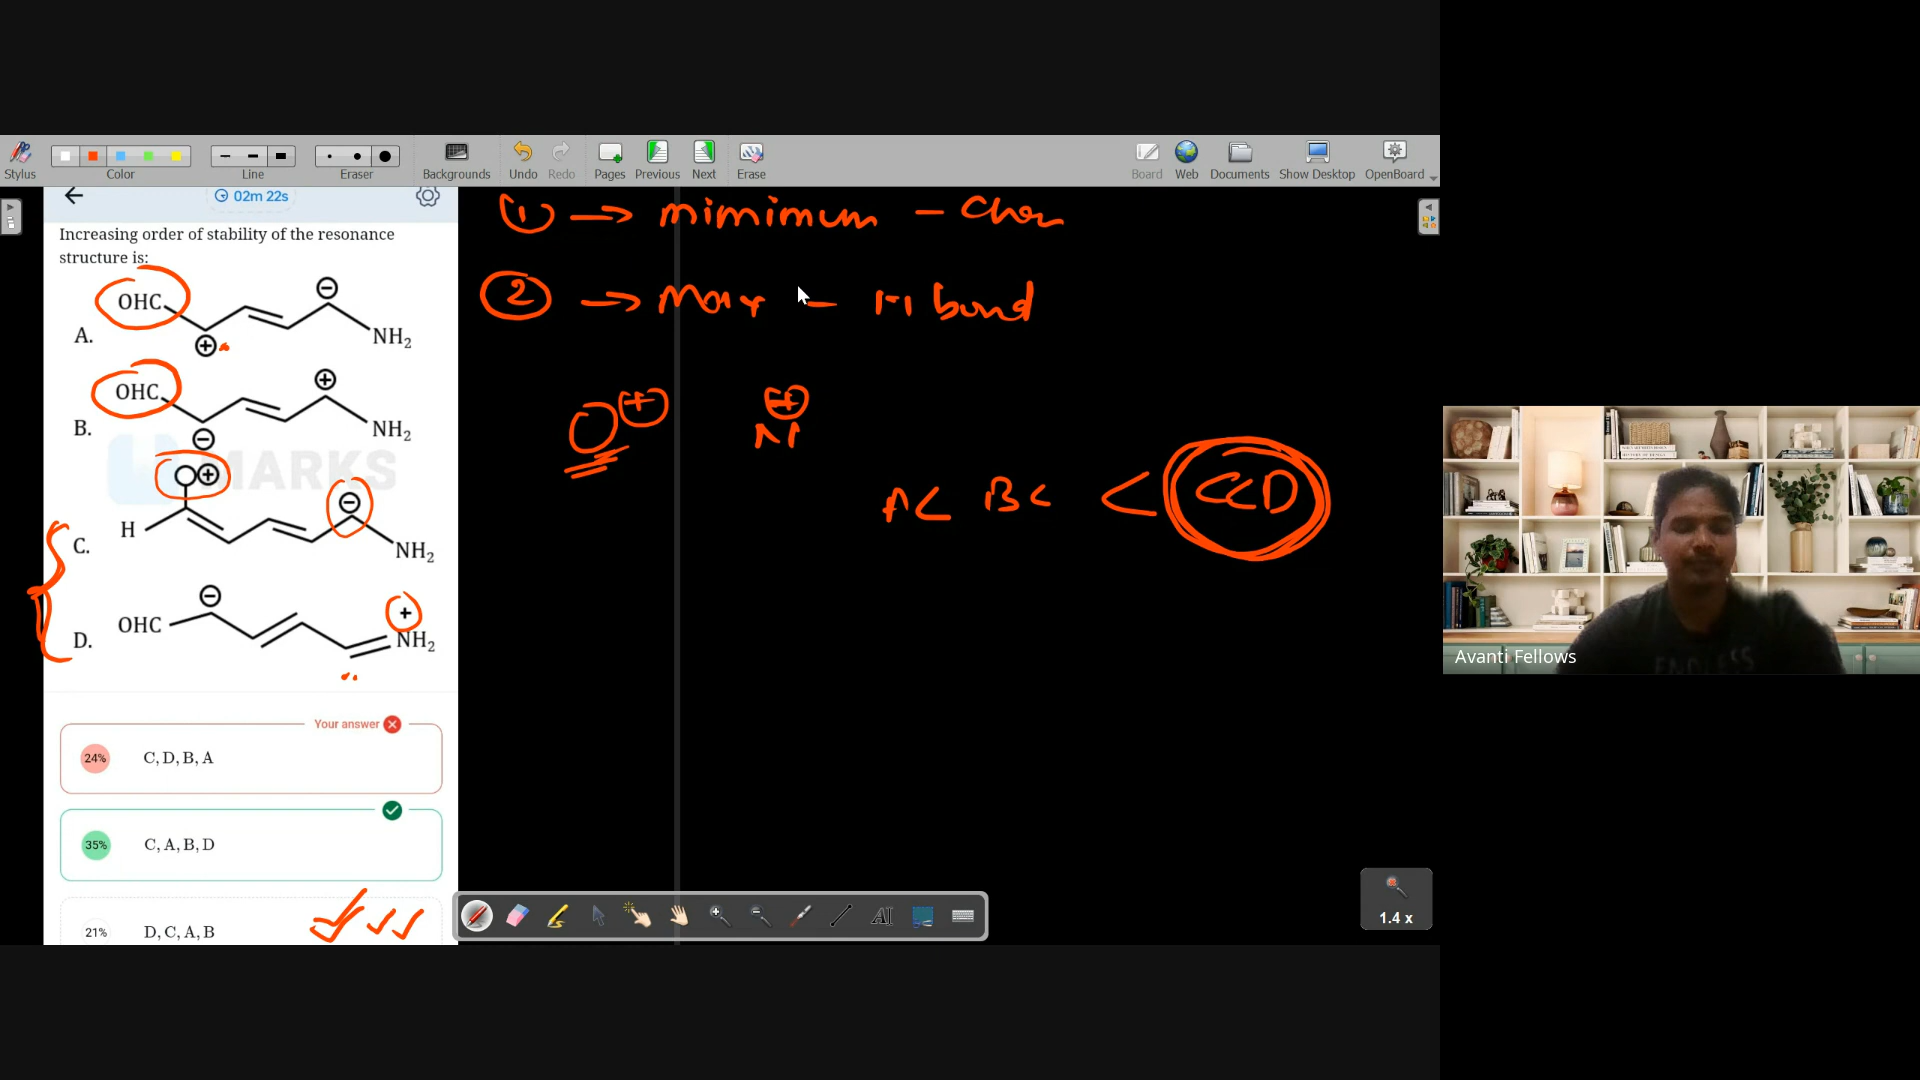 Stylus
Color
Line
Eraser
Backgrounds
Undo
Redo
Pages
Previous
Next
Erase
Board
Web
Documents
Show Desktop
OpenBoard
02m 22s
Increasing order of stability of the resonance
structure is:
OHC
⊖
A.
⊕
NH₂
OHC
⊕
B.
⊖
NH₂
MARKS
O⊕
⊖
H
C.
NH₂
⊖
+
OHC
D.
NH₂
Your answer
24% C, D, B, A
35% C, A, B, D
21% D, C, A, B
① → mimimum –
② → bond
O⊕
A < B < < C < D
1.4 x
Avanti Fellows